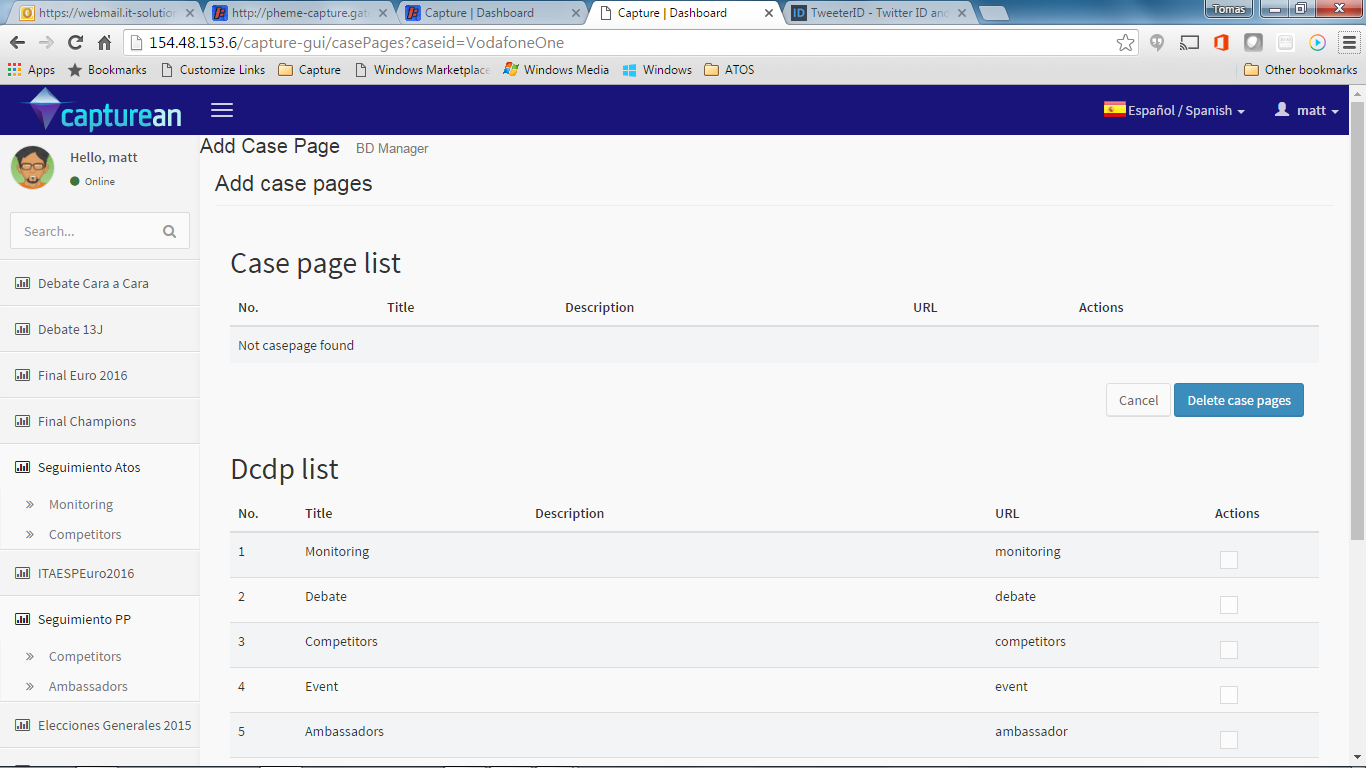 https://webmail.it-solution
http://pheme-capture.gate
Capture | Dashboard
Capture | Dashboard
TweeterID - Twitter ID and
Tomas
154.48.153.6/capture-gui/casePages?caseid=VodafoneOne
Apps
Bookmarks
Customize Links
Capture
Windows Marketplace
Windows Media
Windows
ATOS
Other bookmarks
capturean
Español / Spanish
matt
Hello, matt
Online
Search...
Debate Cara a Cara
Debate 13J
Final Euro 2016
Final Champions
Seguimiento Atos
Monitoring
Competitors
ITAESPEuro2016
Seguimiento PP
Competitors
Ambassadors
Elecciones Generales 2015
Add Case Page BD Manager
Add case pages
Case page list
No. Title Description URL Actions
Not casepage found
Cancel Delete case pages
Dcdp list
No. Title Description URL Actions
1 Monitoring monitoring
2 Debate debate
3 Competitors competitors
4 Event event
5 Ambassadors ambassador